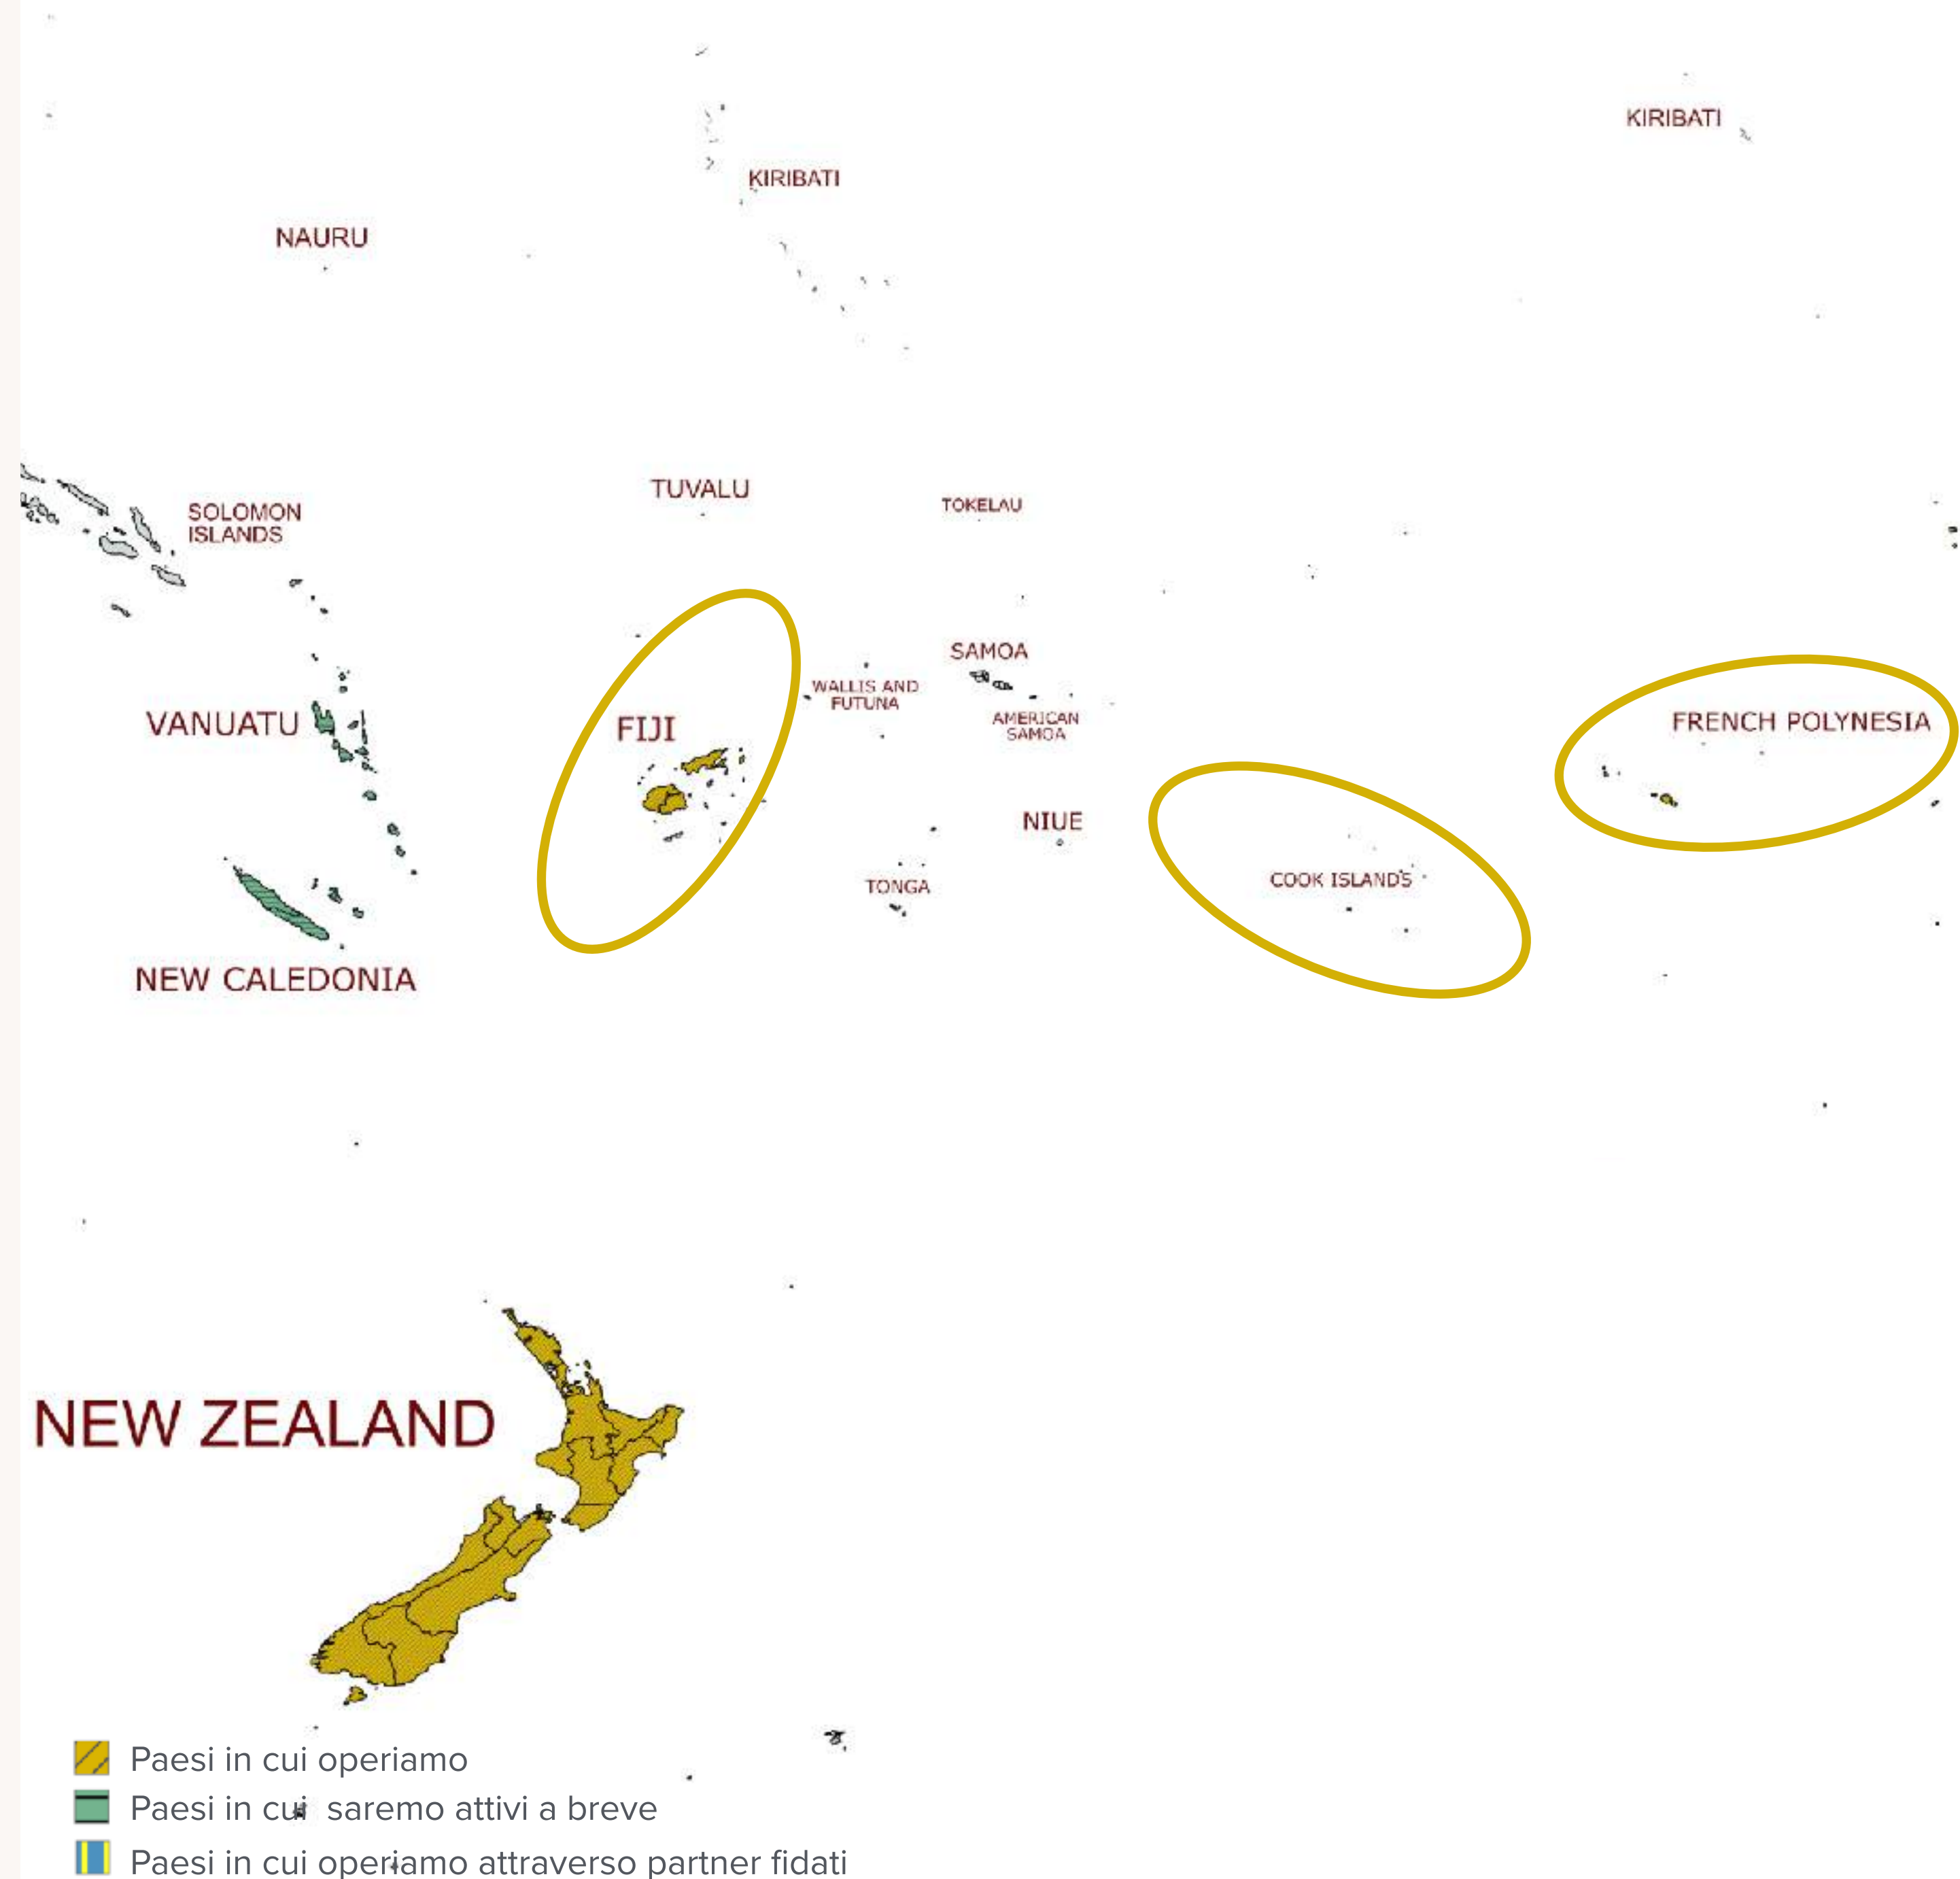 KIRIBATI
KIRIBATI
NAURU
TUVALU
TOKELAU
SOLOMON
ISLANDS
SAMOA
WALLIS AND
FUTUNA
AMERICAN
SAMOA
VANUATU
FIJI
FRENCH POLYNESIA
NIUE
COOK ISLANDS
TONGA
NEW CALEDONIA
NEW ZEALAND
Paesi in cui operiamo
Paesi in cui saremo attivi a breve
Paesi in cui operiamo attraverso partner fidati